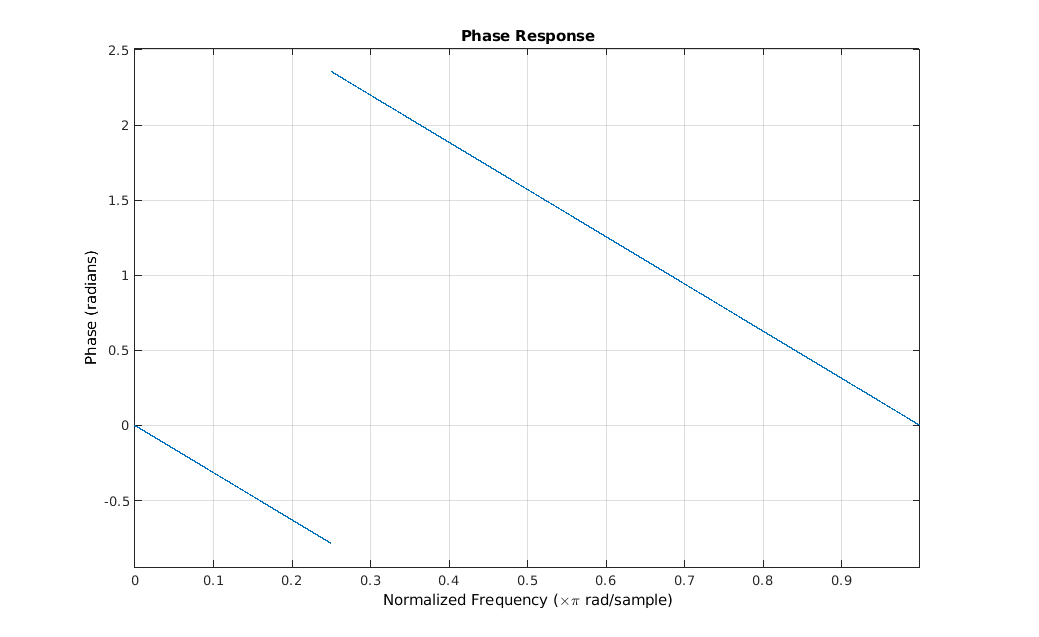 Phase Response
2.5
2
1.5
1
0.5
0
-0.5
Phase (radians)
0 0.1 0.2 0.3 0.4 0.5 0.6 0.7 0.8 0.9
Normalized Frequency (×π rad/sample)